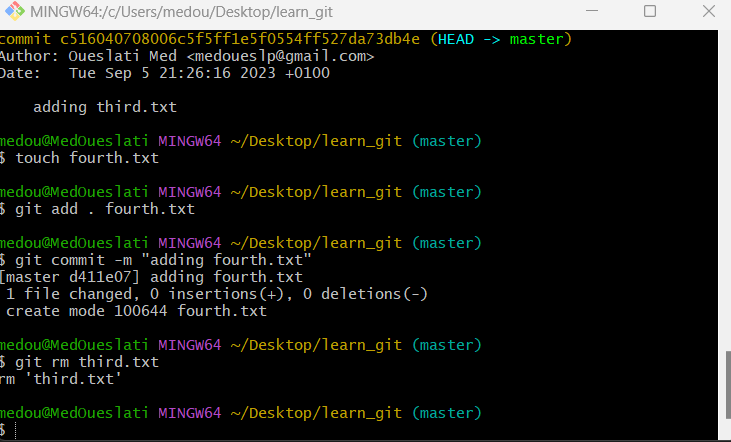 MINGW64:/c/Users/medou/Desktop/learn_git
commit c516040708006c5f5ff1e5f0554ff527da73db4e (HEAD -> master)
Author: Oueslati Med <medoueslp@gmail.com>
Date:   Tue Sep 5 21:26:16 2023 +0100
adding third.txt
medou@MedOueslati MINGW64 ~/Desktop/learn_git (master)
$ touch fourth.txt
medou@MedOueslati MINGW64 ~/Desktop/learn_git (master)
$ git add . fourth.txt
medou@MedOueslati MINGW64 ~/Desktop/learn_git (master)
$ git commit -m "adding fourth.txt"
[master d411e07] adding fourth.txt
1 file changed, 0 insertions(+), 0 deletions(-)
create mode 100644 fourth.txt
medou@MedOueslati MINGW64 ~/Desktop/learn_git (master)
$ git rm third.txt
rm 'third.txt'
medou@MedOueslati MINGW64 ~/Desktop/learn_git (master)
$